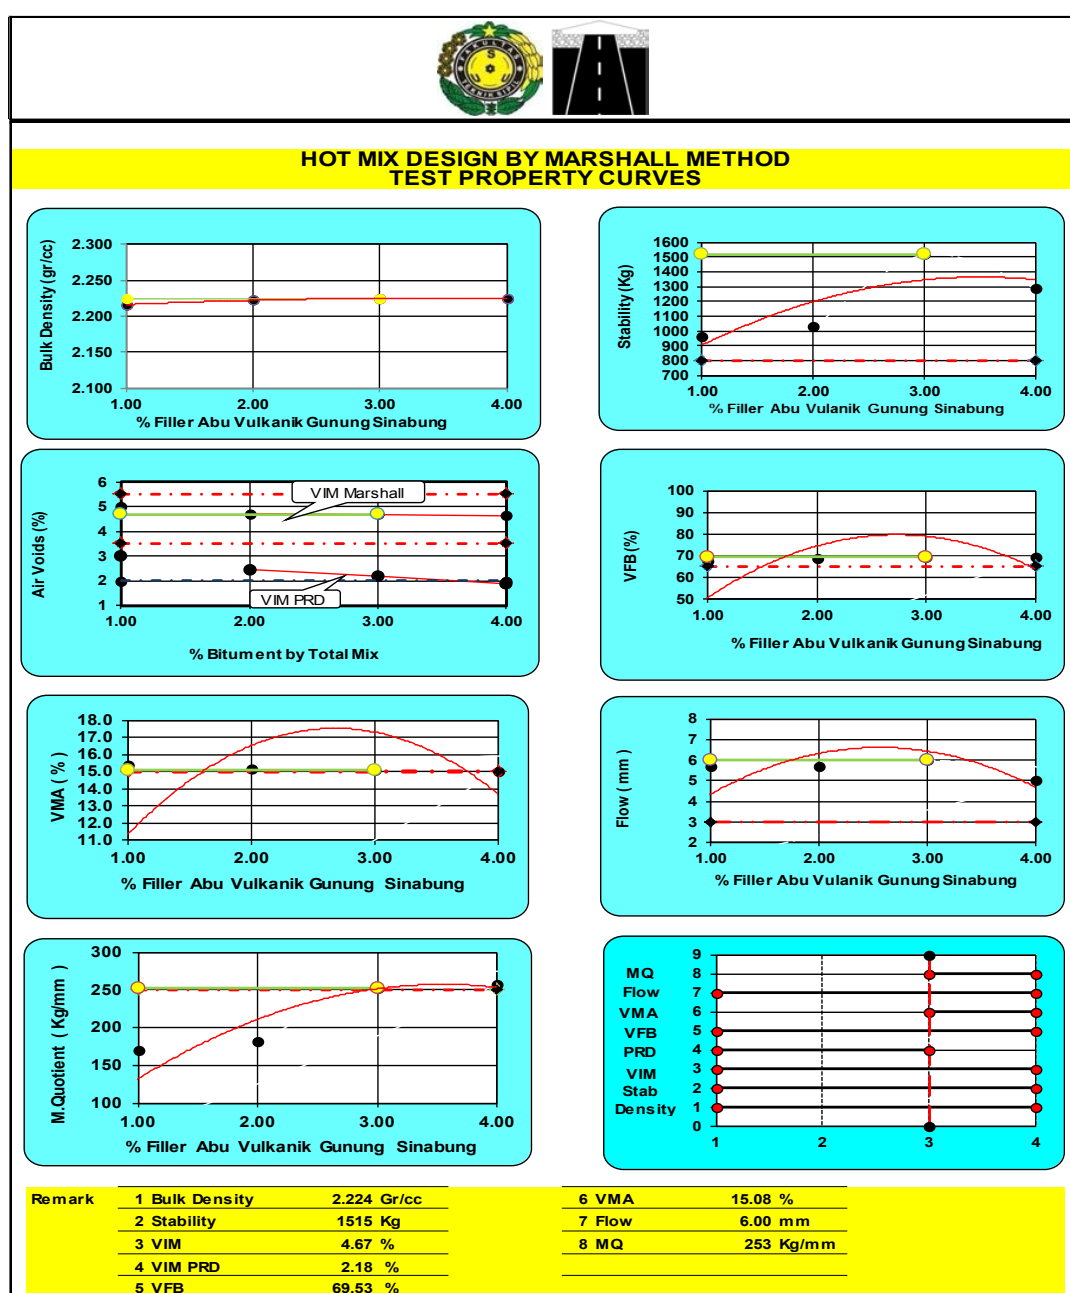 FAKULTAS
S
TEKNIK SIPIL
HOT MIX DESIGN BY MARSHALL METHOD
TEST PROPERTY CURVES
Bulk Density (gr/cc)
2.300
2.250
2.200
2.150
2.100
1.00 2.00 3.00 4.00
% Filler Abu Vulkanik Gunung Sinabung
Stability (Kg)
1600
1500
1400
1300
1200
1100
1000
900
800
700
1.00 2.00 3.00 4.00
% Filler Abu Vulanik Gunung Sinabung
Air Voids (%)
6
5
4
3
2
1
VIM Marshall
VIM PRD
1.00 2.00 3.00 4.00
% Bitument by Total Mix
VFB (%)
100
90
80
70
60
50
1.00 2.00 3.00 4.00
% Filler Abu Vulkanik Gunung Sinabung
VMA ( % )
18.0
17.0
16.0
15.0
14.0
13.0
12.0
11.0
1.00 2.00 3.00 4.00
% Filler Abu Vulkanik Gunung Sinabung
Flow ( mm )
8
7
6
5
4
3
2
1.00 2.00 3.00 4.00
% Filler Abu Vulanik Gunung Sinabung
M.Quotient ( Kg/mm )
300
250
200
150
100
1.00 2.00 3.00 4.00
% Filler Abu Vulkanik Gunung Sinabung
9
MQ 8
Flow 7
VMA 6
VFB 5
PRD 4
VIM 3
Stab 2
Density 1
0
1 2 3 4
Remark 1 Bulk Density 2.224 Gr/cc 6 VMA 15.08 %
2 Stability 1515 Kg 7 Flow 6.00 mm
3 VIM 4.67 % 8 MQ 253 Kg/mm
4 VIM PRD 2.18 %
5 VFB 69.53 %